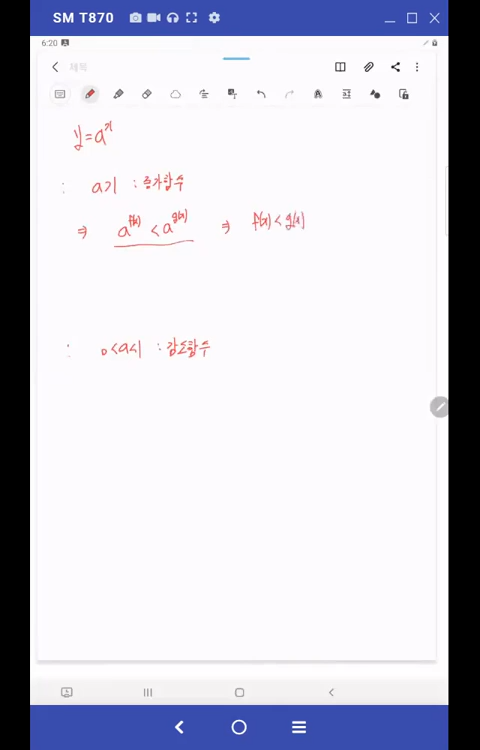 SM T870
6:20
제목
y=a^x
: a>1 : 증가함수
⇒ a^f(x) < a^g(x) ⇒ f(x) < g(x)
: 0<a<1 : 감소함수